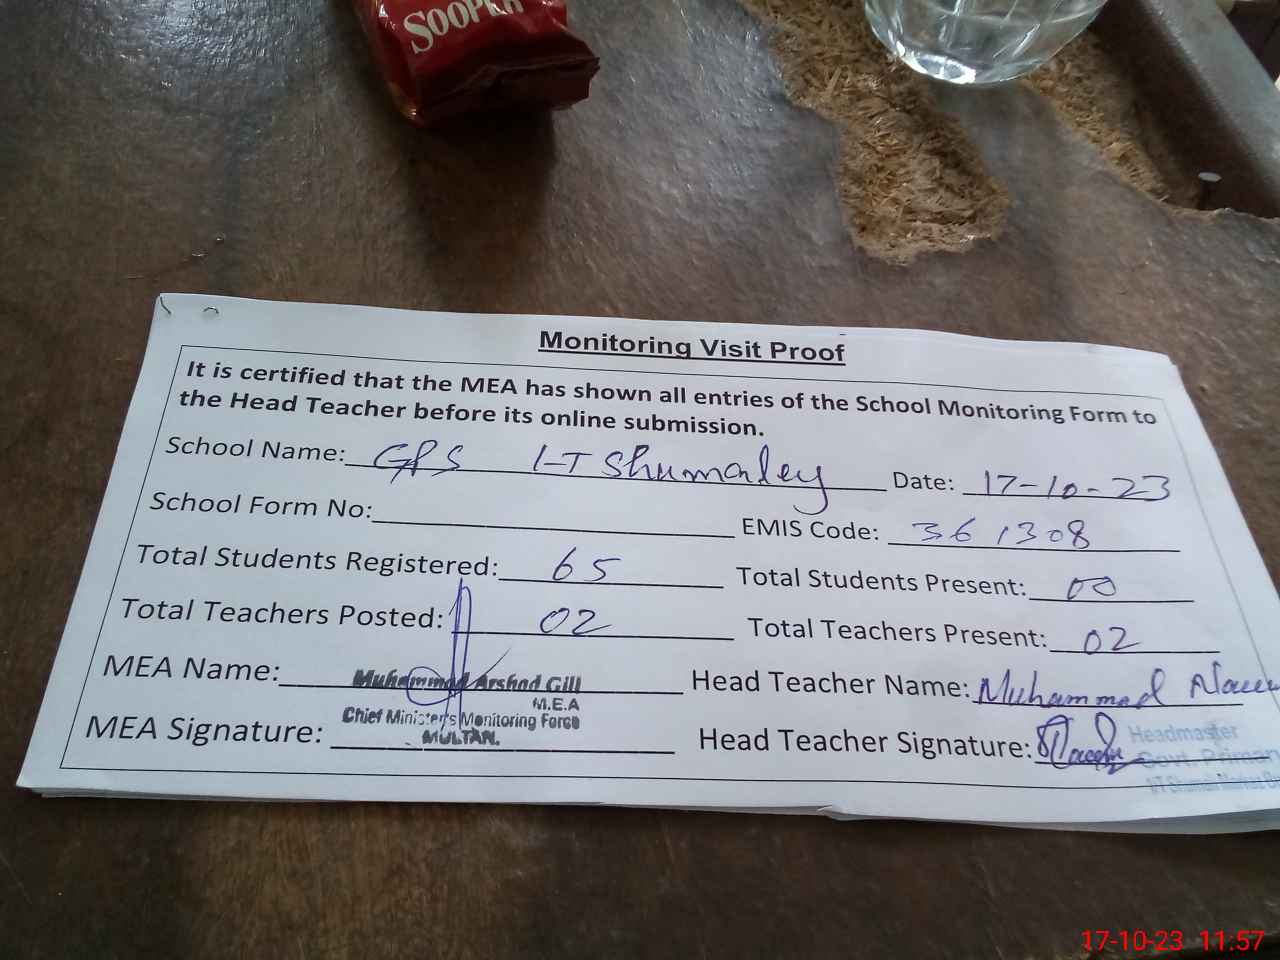 SOOPER
Monitoring Visit Proof
It is certified that the MEA has shown all entries of the School Monitoring Form to
the Head Teacher before its online submission.
School Name: GPS 1-T Shumaley Date: 17-10-23
School Form No: EMIS Code: 361308
Total Students Registered: 65 Total Students Present: 00
Total Teachers Posted: 02 Total Teachers Present: 02
MEA Name: Muhammad Arshad Gill Head Teacher Name: Muhammad
M.E.A
Chief Minister's Monitoring Force
MULTAN.
MEA Signature: Head Teacher Signature:
Headmaster
Govt. Primar
17-10-23 11:57